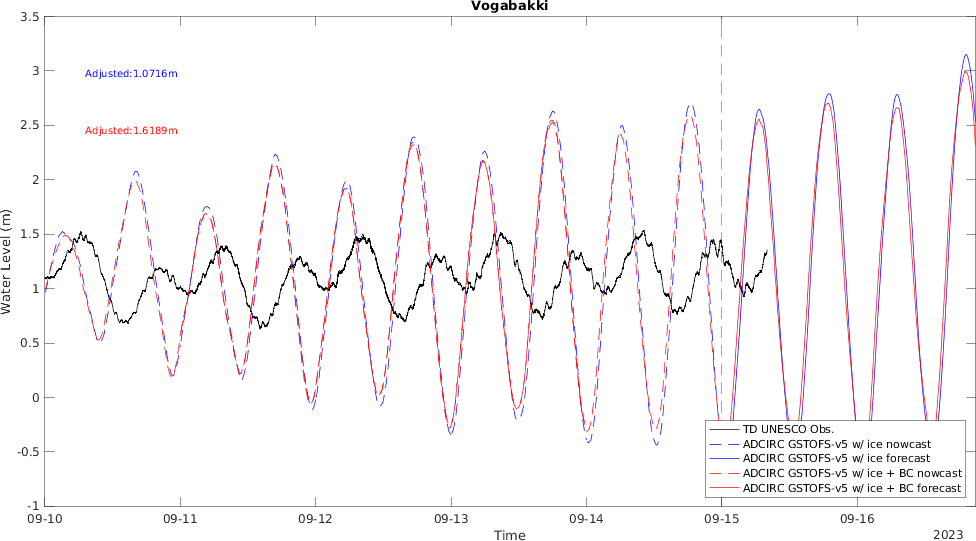 Vogabakki
3.5
3
2.5
2
1.5
1
0.5
0
-0.5
-1
Water Level (m)
Adjusted:1.0716m
Adjusted:1.6189m
TD UNESCO Obs.
ADCIRC GSTOFS-v5 w/ ice nowcast
ADCIRC GSTOFS-v5 w/ ice forecast
ADCIRC GSTOFS-v5 w/ ice + BC nowcast
ADCIRC GSTOFS-v5 w/ ice + BC forecast
09-10 09-11 09-12 09-13 09-14 09-15 09-16
Time
2023